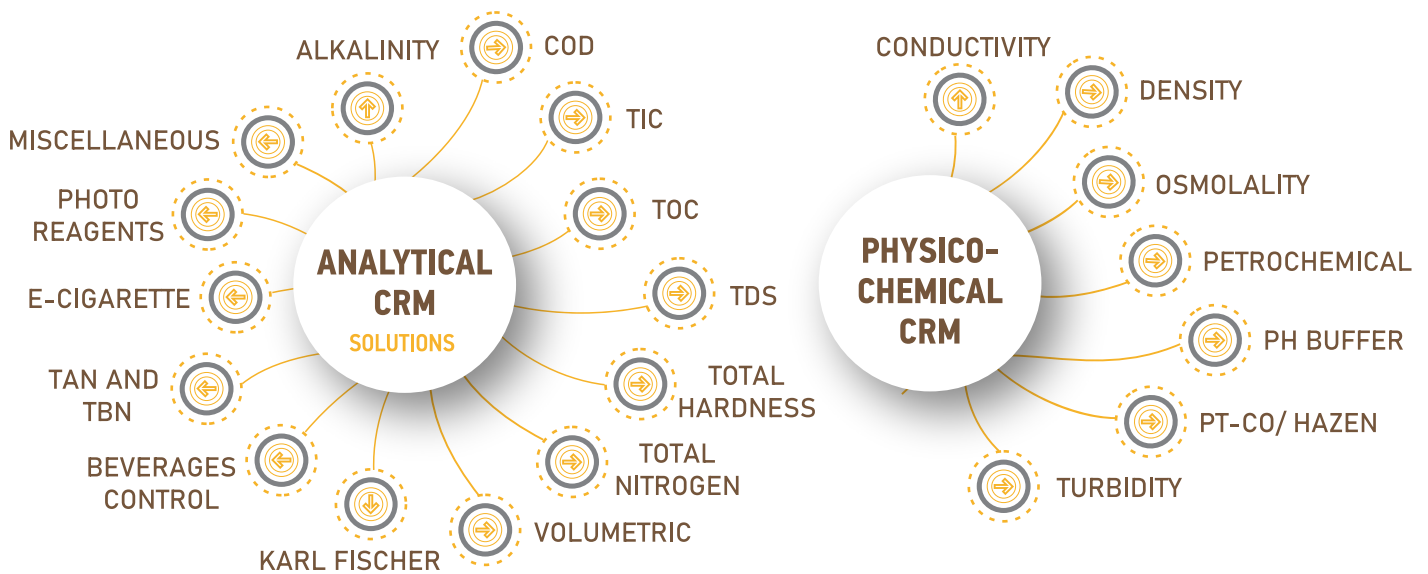 ALKALINITY
COD
TIC
TOC
TDS
TOTAL
HARDNESS
TOTAL
NITROGEN
VOLUMETRIC
KARL FISCHER
BEVERAGES
CONTROL
TAN AND
TBN
E-CIGARETTE
PHOTO
REAGENTS
MISCELLANEOUS
ANALYTICAL
CRM
SOLUTIONS
CONDUCTIVITY
DENSITY
OSMOLALITY
PETROCHEMICAL
PH BUFFER
PT-CO/ HAZEN
TURBIDITY
PHYSICO-
CHEMICAL
CRM